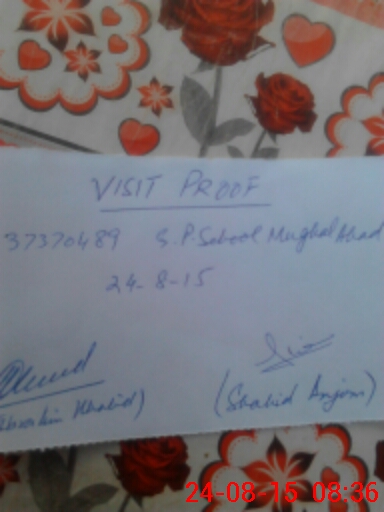 VISIT PROOF
37370489 S.P School Mughal Abad
24-8-15
(Shahid Anjum)
24-08-15 08:36